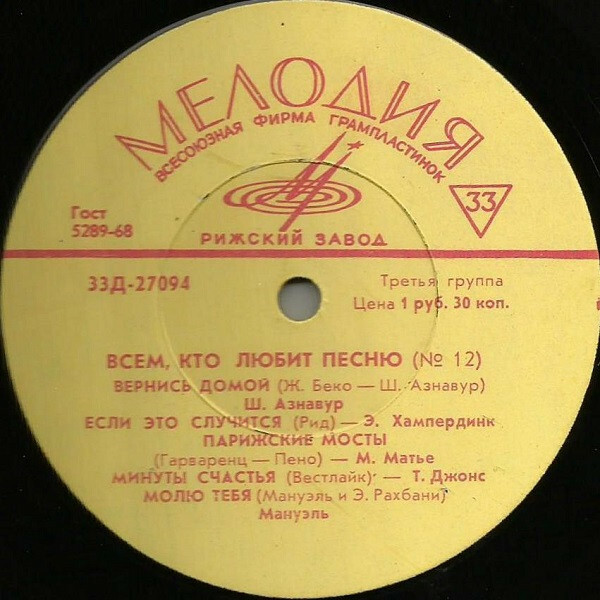 МЕЛОДИЯ
ВСЕСОЮЗНАЯ ФИРМА ГРАМПЛАСТИНОК
33
Гост
5289-68
РИЖСКИЙ ЗАВОД
33Д-27094
Третья группа
Цена 1 руб. 30 коп.
ВСЕМ, КТО ЛЮБИТ ПЕСНЮ (№ 12)
ВЕРНИСЬ ДОМОЙ (Ж. Беко — Ш. Азнавур)
Ш. Азнавур
ЕСЛИ ЭТО СЛУЧИТСЯ (Рид) — Э. Хампердинк
ПАРИЖСКИЕ МОСТЫ
(Гарваренц — Пено) — М. Матье
МИНУТЫ СЧАСТЬЯ (Вестлайк) — Т. Джонс
МОЛЮ ТЕБЯ (Мануэль и Э. Рахбани)
Мануэль